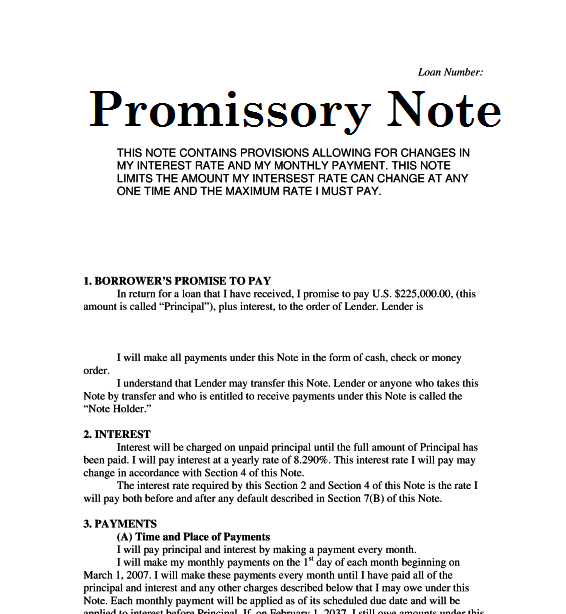 Loan Number:
Promissory Note
THIS NOTE CONTAINS PROVISIONS ALLOWING FOR CHANGES IN
MY INTEREST RATE AND MY MONTHLY PAYMENT. THIS NOTE
LIMITS THE AMOUNT MY INTERSEST RATE CAN CHANGE AT ANY
ONE TIME AND THE MAXIMUM RATE I MUST PAY.
1. BORROWER'S PROMISE TO PAY
In return for a loan that I have received, I promise to pay U.S. $225,000.00, (this
amount is called “Principal”), plus interest, to the order of Lender. Lender is
I will make all payments under this Note in the form of cash, check or money
order.
I understand that Lender may transfer this Note. Lender or anyone who takes this
Note by transfer and who is entitled to receive payments under this Note is called the
“Note Holder.”
2. INTEREST
Interest will be charged on unpaid principal until the full amount of Principal has
been paid. I will pay interest at a yearly rate of 8.290%. This interest rate I will pay may
change in accordance with Section 4 of this Note.
The interest rate required by this Section 2 and Section 4 of this Note is the rate I
will pay both before and after any default described in Section 7(B) of this Note.
3. PAYMENTS
(A) Time and Place of Payments
I will pay principal and interest by making a payment every month.
I will make my monthly payments on the 1st day of each month beginning on
March 1, 2007. I will make these payments every month until I have paid all of the
principal and interest and any other charges described below that I may owe under this
Note. Each monthly payment will be applied as of its scheduled due date and will be
applied to interest before Principal. If, on February 1, 2037, I still owe amounts under this